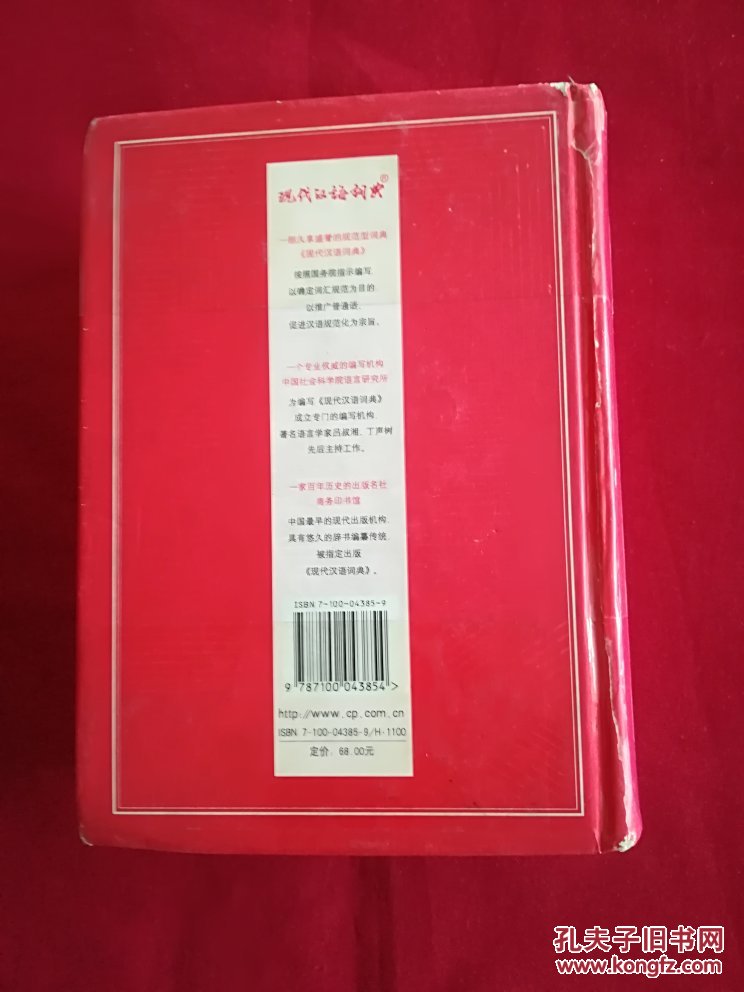 现代汉语词典®
一部久享盛誉的规范型词典
《现代汉语词典》
按照国务院指示编写，
以确定词汇规范为目的，
以推广普通话、
促进汉语规范化为宗旨。
一个专业权威的编写机构
中国社会科学院语言研究所
为编写《现代汉语词典》
成立专门的编写机构，
著名语言学家吕叔湘、丁声树
先后主持工作。
一家百年历史的出版名社
商务印书馆
中国最早的现代出版机构，
具有悠久的辞书编纂传统，
被指定出版
《现代汉语词典》。
ISBN 7-100-04385-9
9 787100 043854 >
http://www.cp.com.cn
ISBN 7-100-04385-9/H·1100
定价：68.00元
孔夫子旧书网
www.kongfz.com